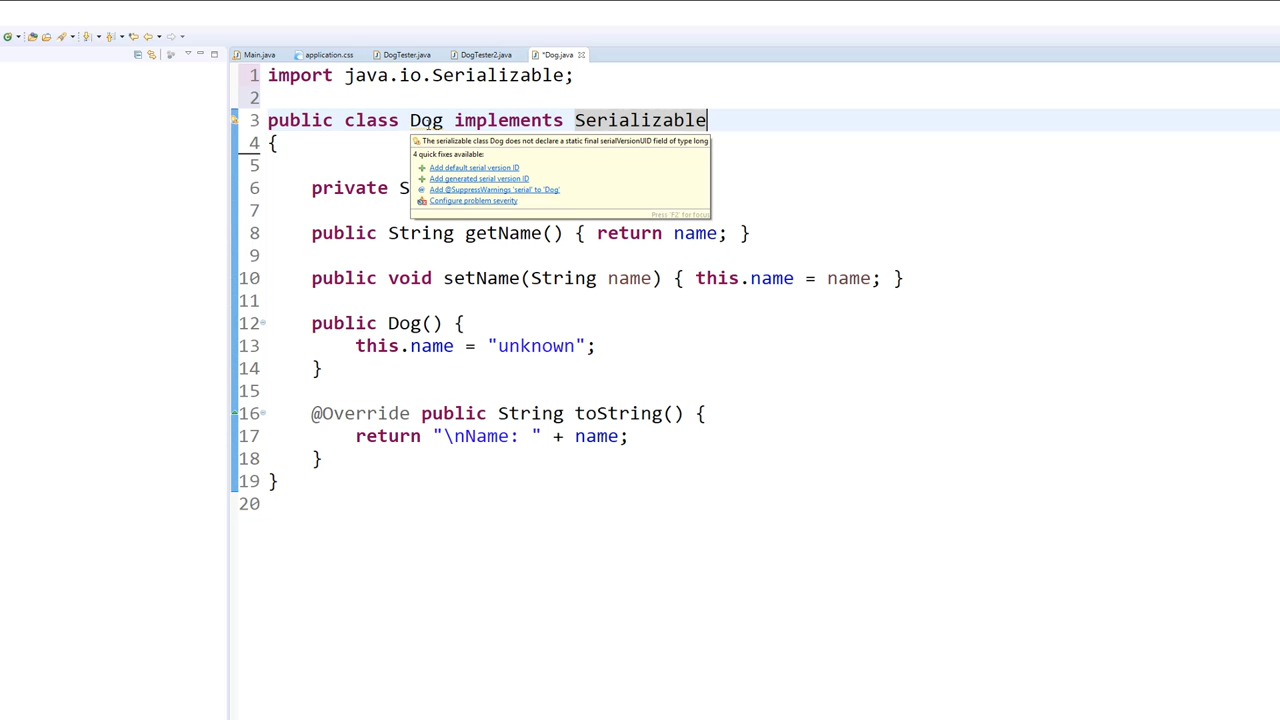 Main.java application.css DogTester.java DogTester2.java *Dog.java
1 import java.io.Serializable;
2
3 public class Dog implements Serializable
The serializable class Dog does not declare a static final serialVersionUID field of type long
4 {
4 quick fixes available:
5
Add default serial version ID
Add generated serial version ID
6 private S
Add @SuppressWarnings 'serial' to 'Dog'
Configure problem severity
7
Press 'F2' for focus
8 public String getName() { return name; }
9
10 public void setName(String name) { this.name = name; }
11
12 public Dog() {
13 this.name = "unknown";
14 }
15
16 @Override public String toString() {
17 return "\nName: " + name;
18 }
19 }
20